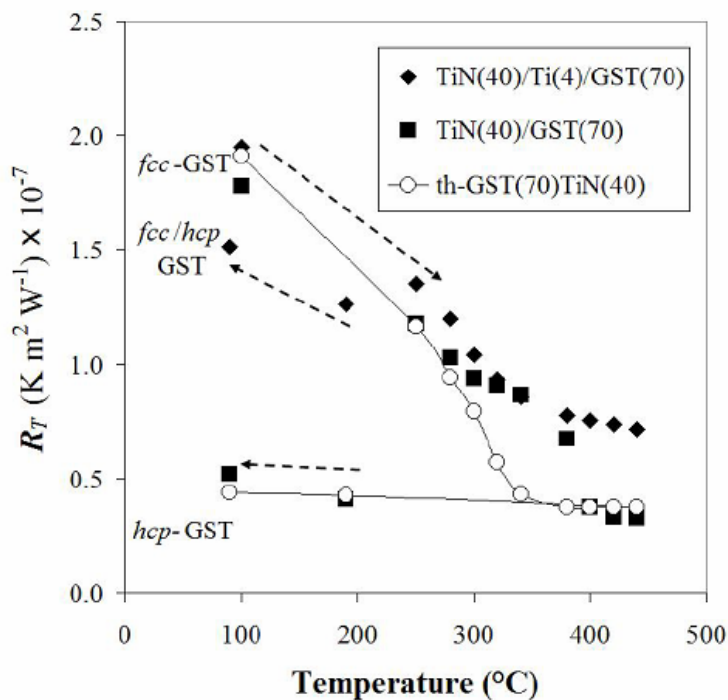 2.5
2.0
1.5
1.0
0.5
0.0
R_T (K m² W⁻¹) × 10⁻⁷
TiN(40)/Ti(4)/GST(70)
TiN(40)/GST(70)
th-GST(70)TiN(40)
fcc-GST
fcc/hcp
GST
hcp-GST
0 100 200 300 400 500
Temperature (°C)